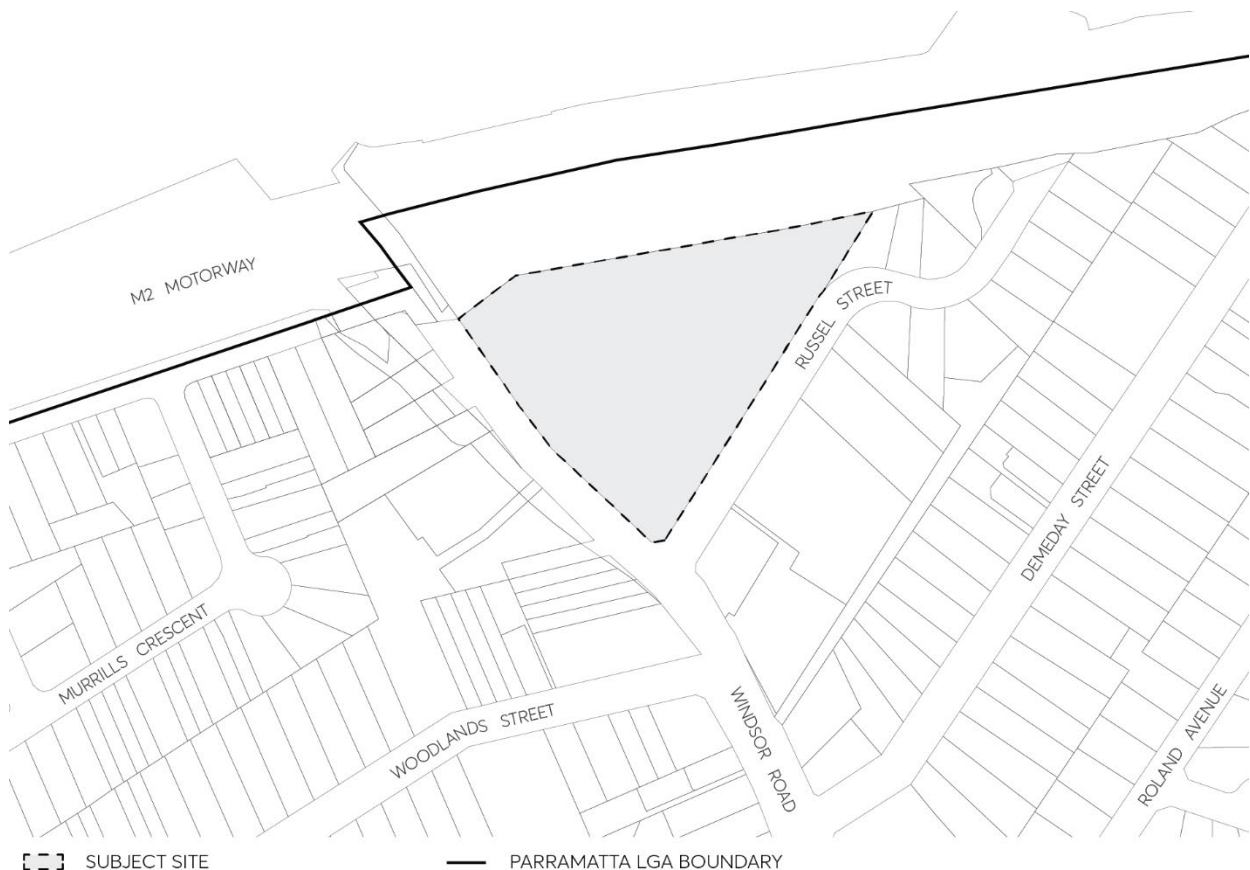 M2 MOTORWAY
RUSSEL STREET
DEMEDAY STREET
MURRILLS CRESCENT
WOODLANDS STREET
WINDSOR ROAD
ROLAND AVENUE
SUBJECT SITE
PARRAMATTA LGA BOUNDARY